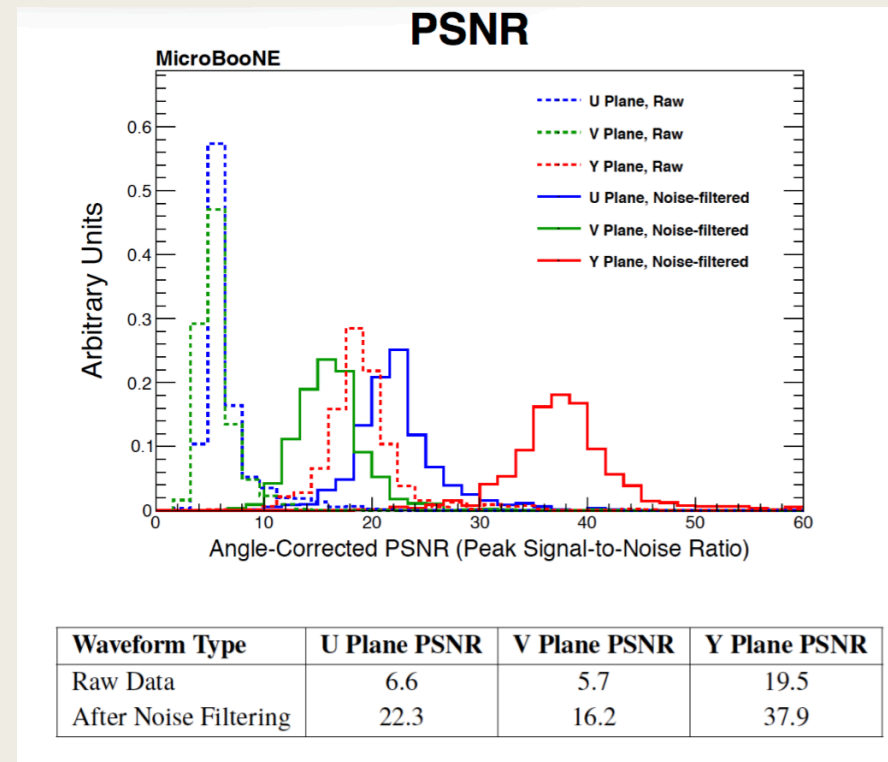 PSNR
MicroBooNE
U Plane, Raw
V Plane, Raw
Y Plane, Raw
U Plane, Noise-filtered
V Plane, Noise-filtered
Y Plane, Noise-filtered
Arbitrary Units
0.6
0.5
0.4
0.3
0.2
0.1
0
0 10 20 30 40 50 60
Angle-Corrected PSNR (Peak Signal-to-Noise Ratio)
Waveform Type U Plane PSNR V Plane PSNR Y Plane PSNR
Raw Data 6.6 5.7 19.5
After Noise Filtering 22.3 16.2 37.9